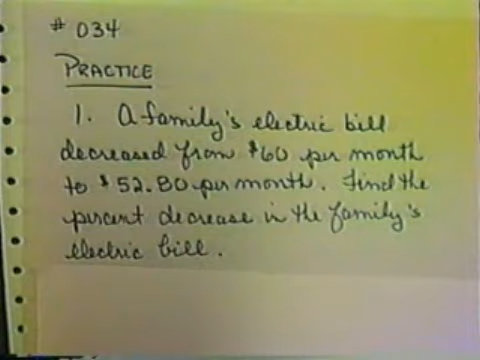 # 034
PRACTICE
1. A family's electric bill
decreased from $60 per month
to $52.80 per month. Find the
percent decrease in the family's
electric bill.